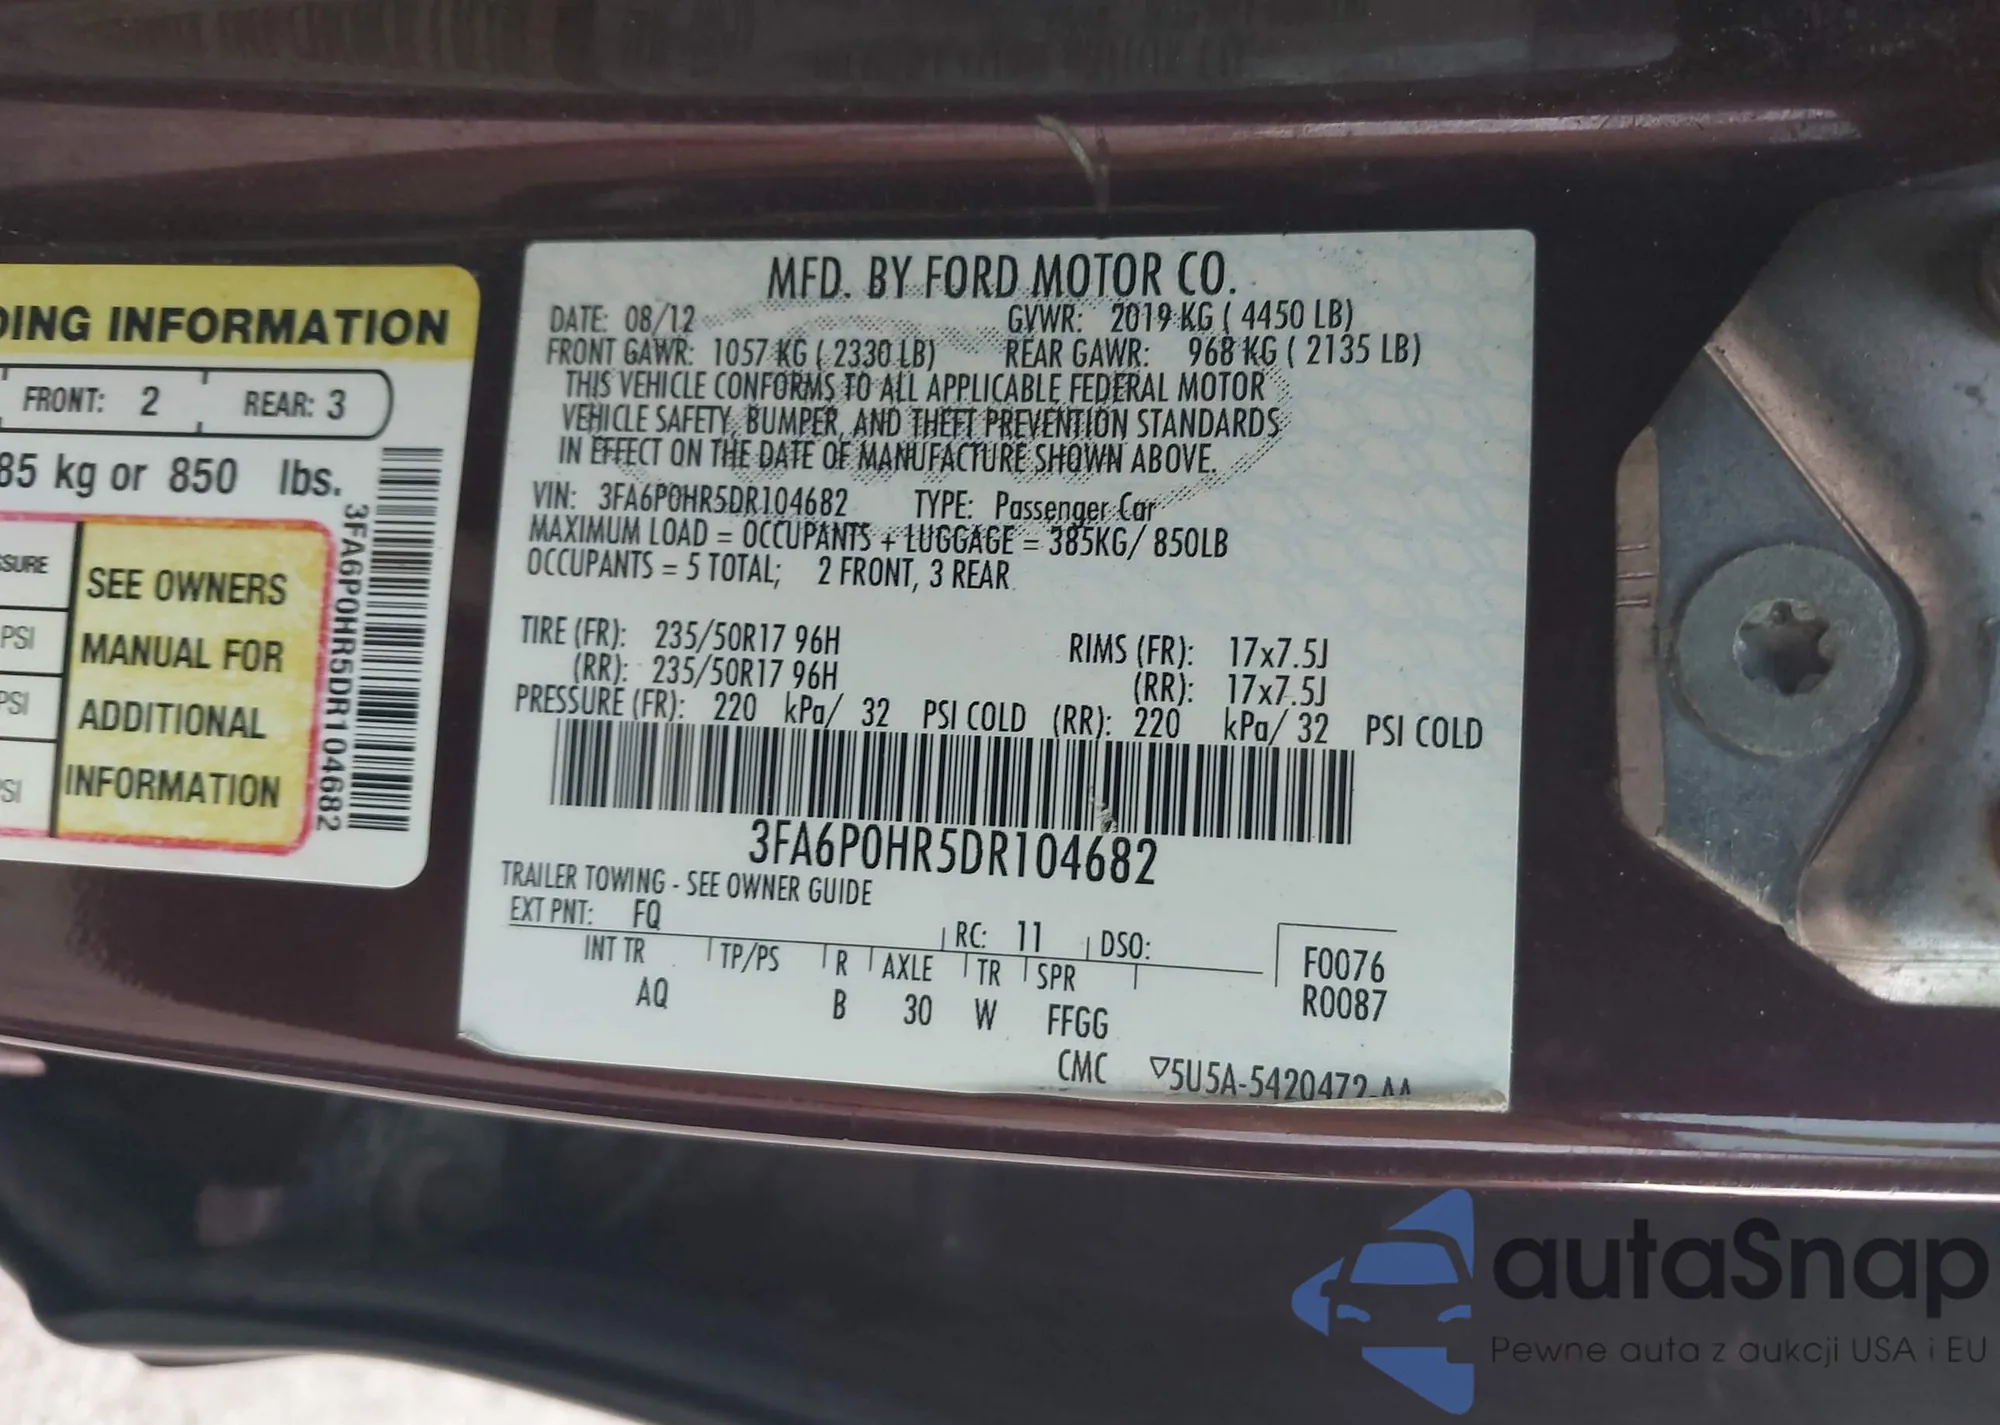 DING INFORMATION
FRONT: 2 REAR: 3
85 kg or 850 lbs.
SSURE
PSI
PSI
SI
SEE OWNERS
MANUAL FOR
ADDITIONAL
INFORMATION
3FA6P0HR5DR104682
MFD. BY FORD MOTOR CO.
DATE: 08/12 GVWR: 2019 KG ( 4450 LB)
FRONT GAWR: 1057 KG ( 2330 LB) REAR GAWR: 968 KG ( 2135 LB)
THIS VEHICLE CONFORMS TO ALL APPLICABLE FEDERAL MOTOR
VEHICLE SAFETY, BUMPER, AND THEFT PREVENTION STANDARDS
IN EFFECT ON THE DATE OF MANUFACTURE SHOWN ABOVE.
VIN: 3FA6P0HR5DR104682 TYPE: Passenger Car
MAXIMUM LOAD = OCCUPANTS + LUGGAGE = 385KG/ 850LB
OCCUPANTS = 5 TOTAL; 2 FRONT, 3 REAR
TIRE (FR): 235/50R17 96H RIMS (FR): 17x7.5J
(RR): 235/50R17 96H (RR): 17x7.5J
PRESSURE (FR): 220 kPa/ 32 PSI COLD (RR): 220 kPa/ 32 PSI COLD
3FA6P0HR5DR104682
TRAILER TOWING - SEE OWNER GUIDE
EXT PNT: FQ RC: 11 DSO: F0076
INT TR TP/PS R AXLE TR SPR R0087
AQ B 30 W FFGG
CMC ▽5U5A-5420472-AA
autaSnap
Pewne auta z aukcji USA i EU